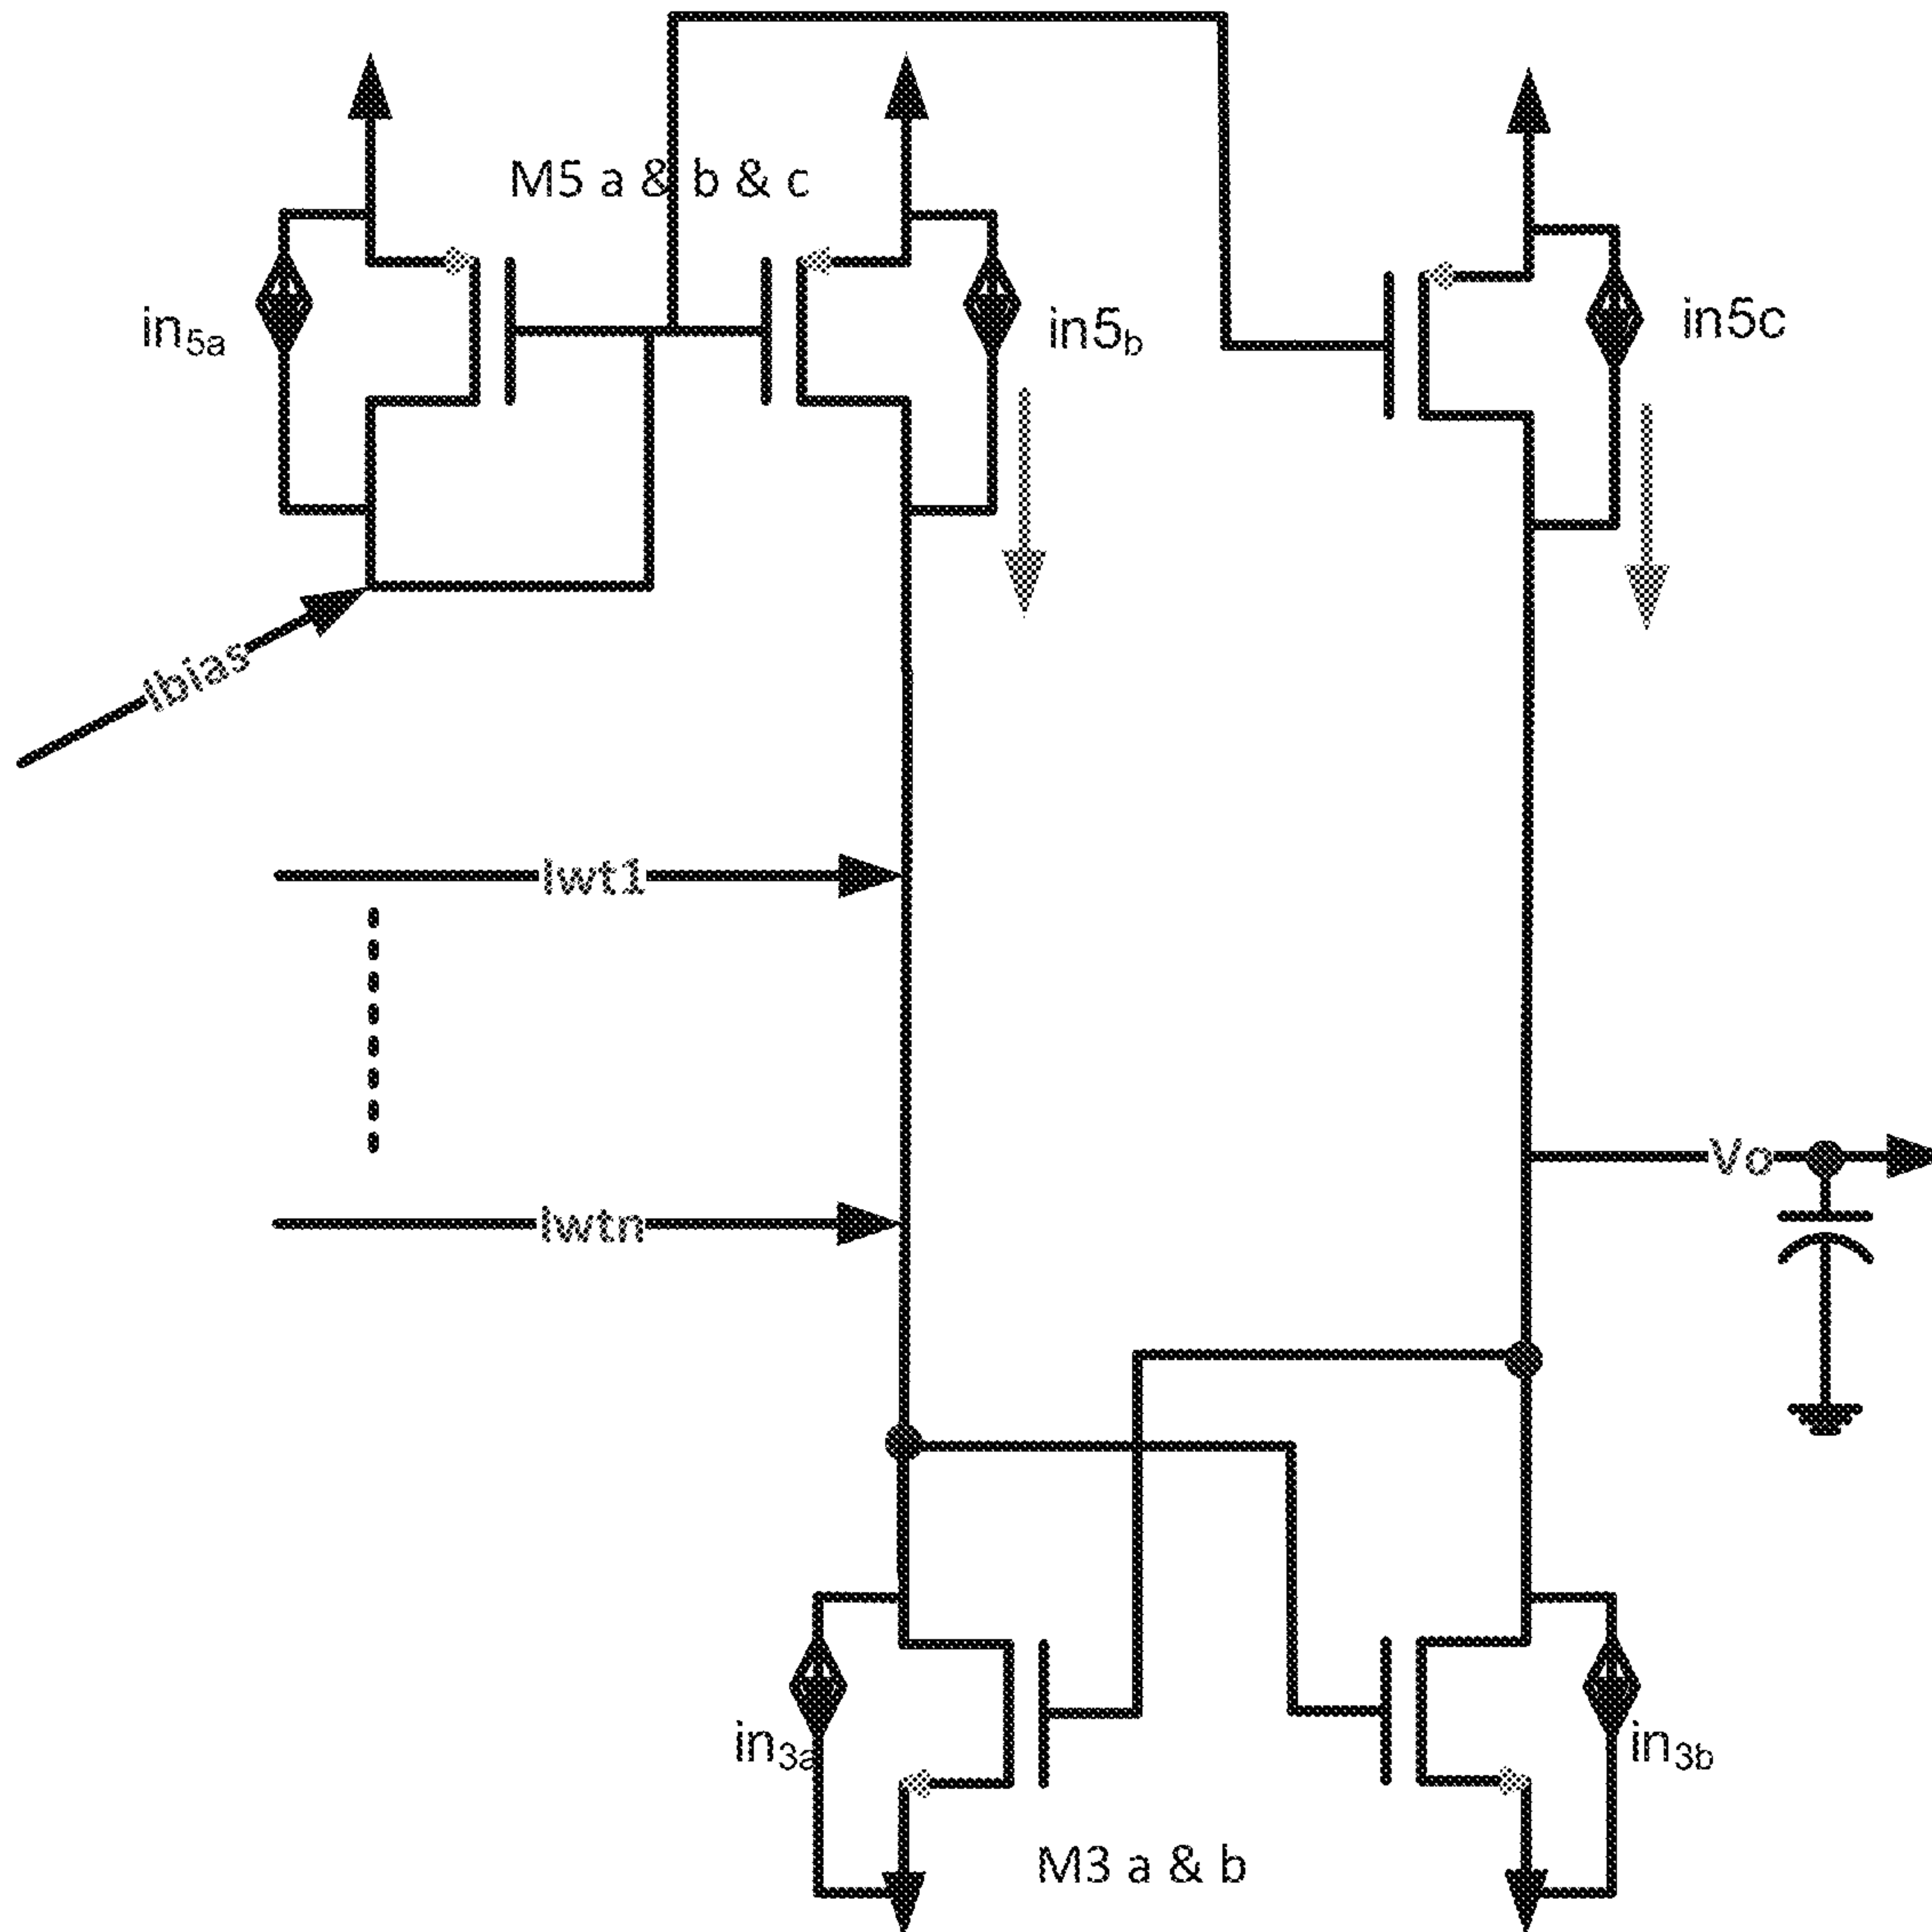 M5 a & b & c
in5a
in5b
in5c
Ibias
Iwt1
Iwtn
Vo
in3a
in3b
M3 a & b